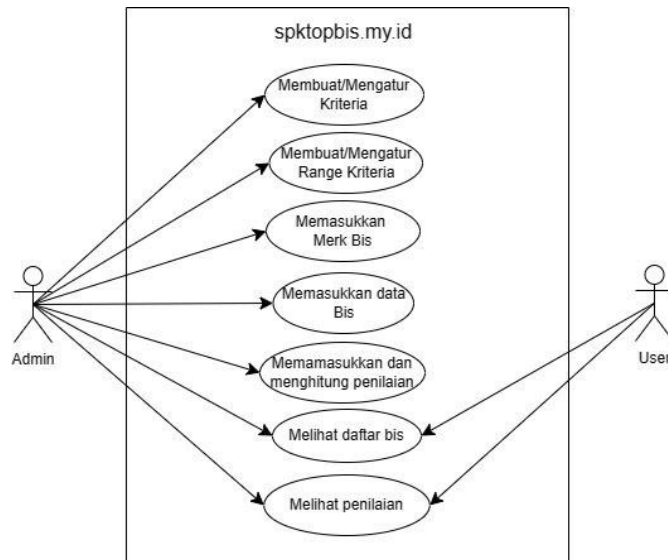 spktopbis.my.id
Membuat/Mengatur
Kriteria
Membuat/Mengatur
Range Kriteria
Memasukkan
Merk Bis
Memasukkan data
Bis
Admin
User
Memamasukkan dan
menghitung penilaian
Melihat daftar bis
Melihat penilaian